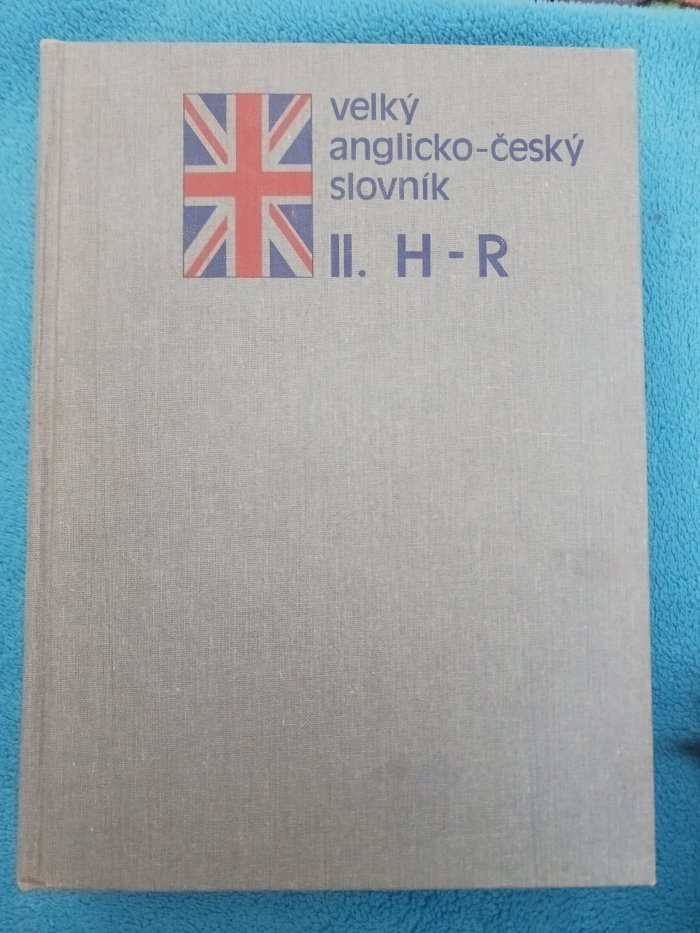 velký
anglicko-český
slovník
II. H-R